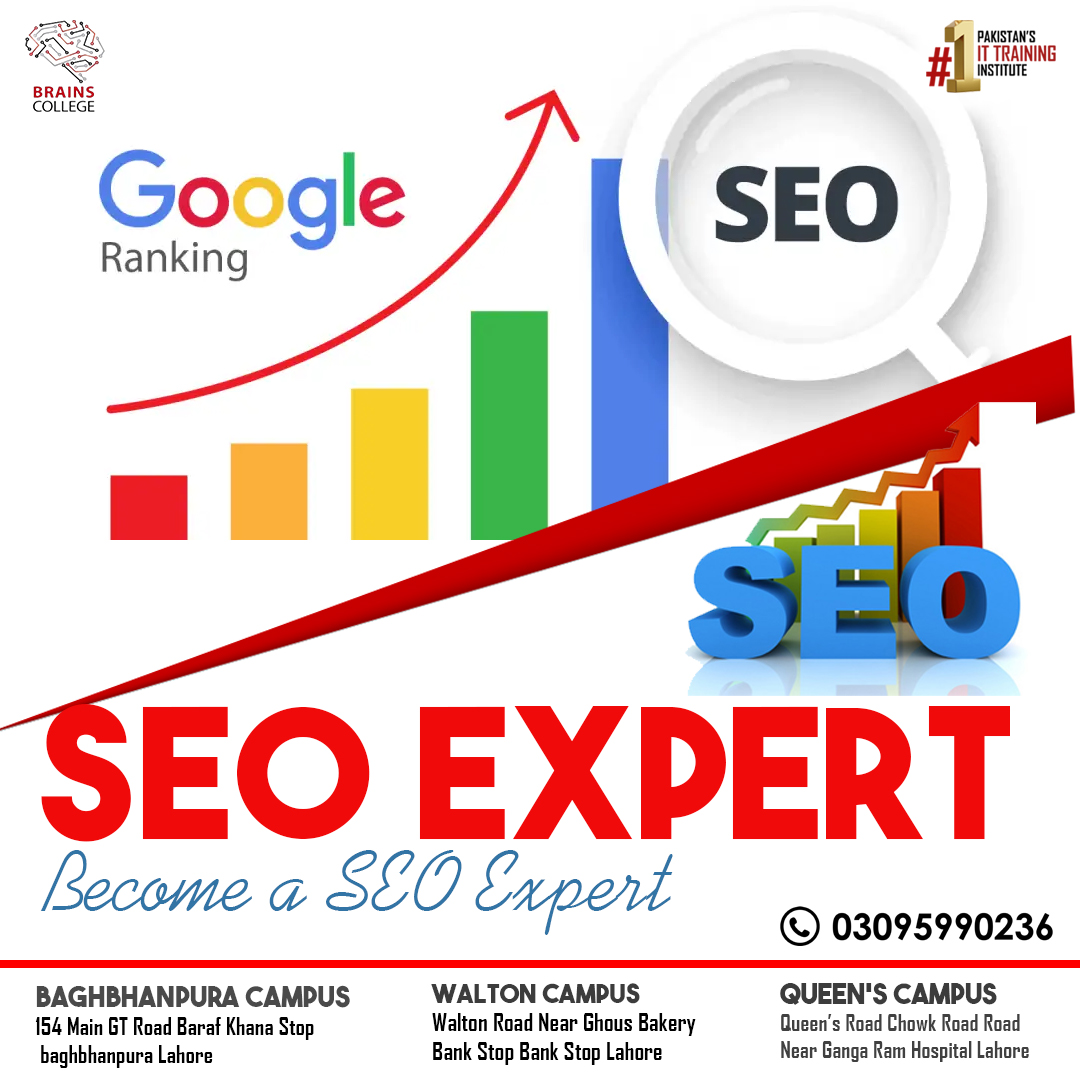 BRAINS
COLLEGE
#1 PAKISTAN'S
IT TRAINING
INSTITUTE
Google
Ranking
SEO
SEO
SEO EXPERT
Become a SEO Expert
03095990236
BAGHBHANPURA CAMPUS
154 Main GT Road Baraf Khana Stop
baghbhanpura Lahore
WALTON CAMPUS
Walton Road Near Ghous Bakery
Bank Stop Bank Stop Lahore
QUEEN'S CAMPUS
Queen's Road Chowk Road Road
Near Ganga Ram Hospital Lahore